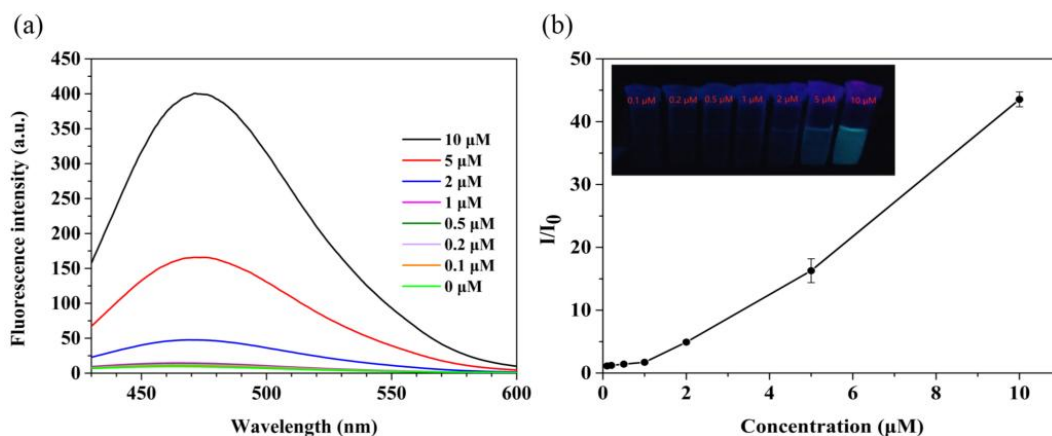 (a)
450
400
350
300
250
200
150
100
50
0
Fluorescence intensity (a.u.)
450 500 550 600
Wavelength (nm)
10 μM
5 μM
2 μM
1 μM
0.5 μM
0.2 μM
0.1 μM
0 μM
(b)
50
40
30
20
10
0
I/I0
0 2 4 6 8 10
Concentration (μM)
0.1 μM 0.2 μM 0.5 μM 1 μM 2 μM 5 μM 10 μM